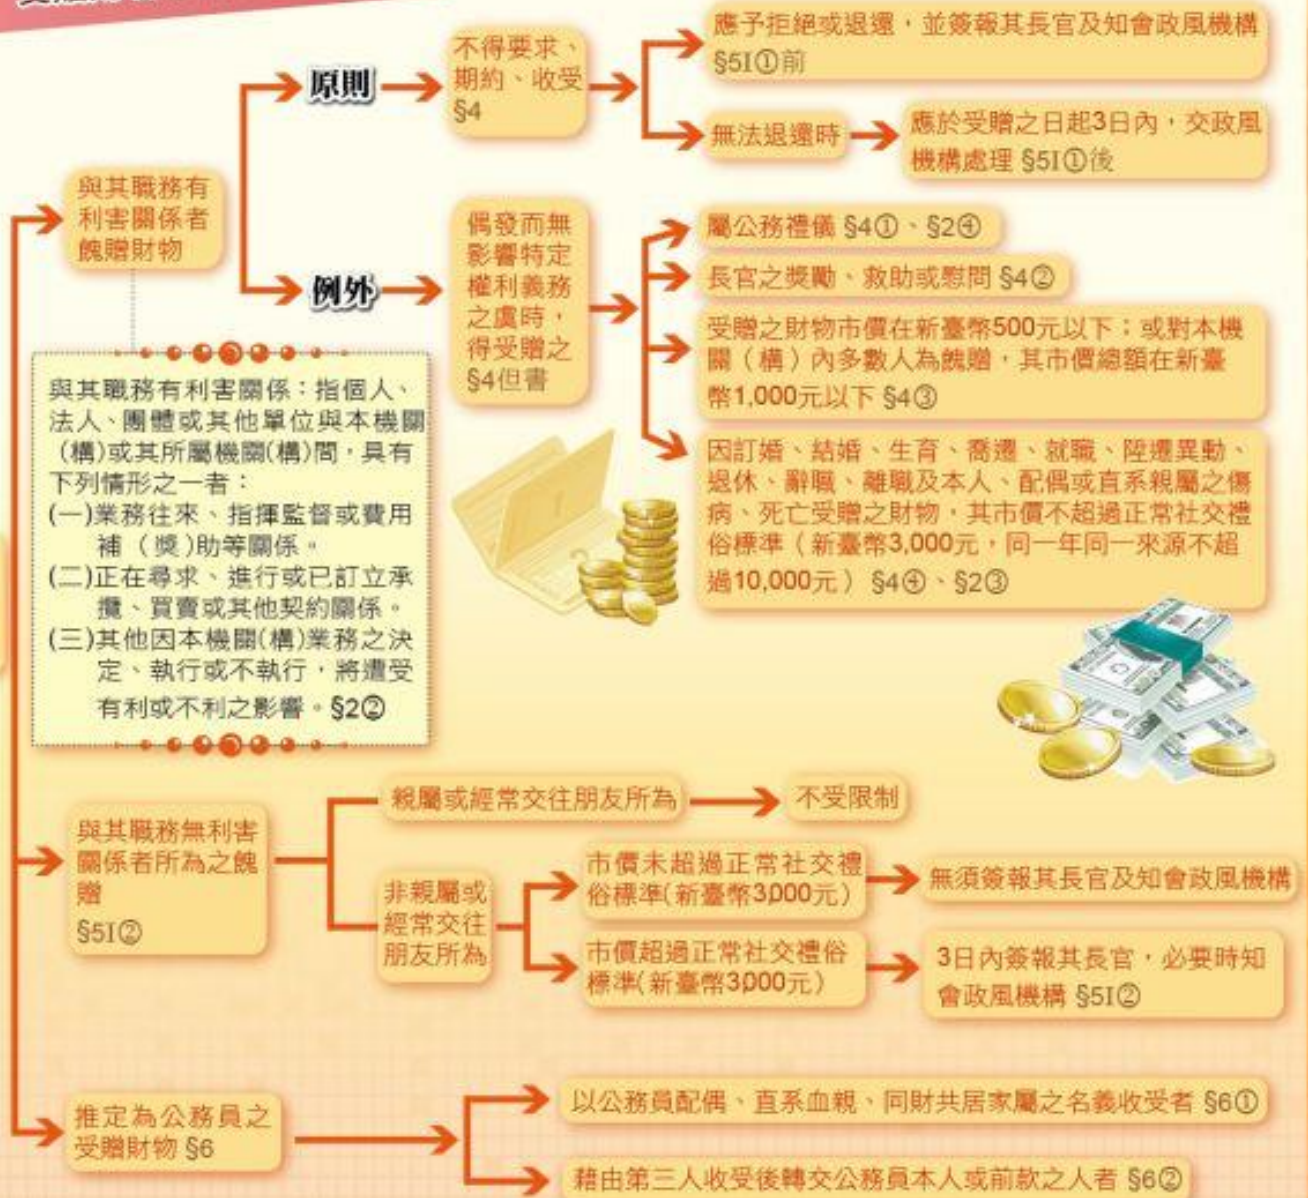 應予拒絕或退還，並簽報其長官及知會政風機構
§5I①前
不得要求、
期約、收受
§4
原則
無法退還時
應於受贈之日起3日內，交政風
機構處理 §5I①後
與其職務有
利害關係者
餽贈財物
例外
偶發而無
影響特定
權利義務
之虞時，
得受贈之
§4但書
屬公務禮儀 §4①、§2④
長官之獎勵、救助或慰問 §4②
受贈之財物市價在新臺幣500元以下；或對本機
關（構）內多數人為餽贈，其市價總額在新臺
幣1,000元以下 §4③
因訂婚、結婚、生育、喬遷、就職、陞遷異動、
退休、辭職、離職及本人、配偶或直系親屬之傷
病、死亡受贈之財物，其市價不超過正常社交禮
俗標準（新臺幣3,000元，同一年同一來源不超
過10,000元） §4④、§2③
與其職務有利害關係：指個人、
法人、團體或其他單位與本機關
（構)或其所屬機關(構)間，具有
下列情形之一者：
(一)業務往來、指揮監督或費用
補（獎)助等關係。
(二)正在尋求、進行或已訂立承
攬、買賣或其他契約關係。
(三)其他因本機關(構)業務之決
定、執行或不執行，將遭受
有利或不利之影響。§2②
與其職務無利害
關係者所為之餽
贈
§5I②
親屬或經常交往朋友所為
不受限制
非親屬或
經常交往
朋友所為
市價未超過正常社交禮
俗標準(新臺幣3,000元）
無須簽報其長官及知會政風機構
市價超過正常社交禮俗
標準(新臺幣3,000元）
3日內簽報其長官，必要時知
會政風機構 §5I②
推定為公務員之
受贈財物 §6
以公務員配偶、直系血親、同財共居家屬之名義收受者 §6①
藉由第三人收受後轉交公務員本人或前款之人者 §6②